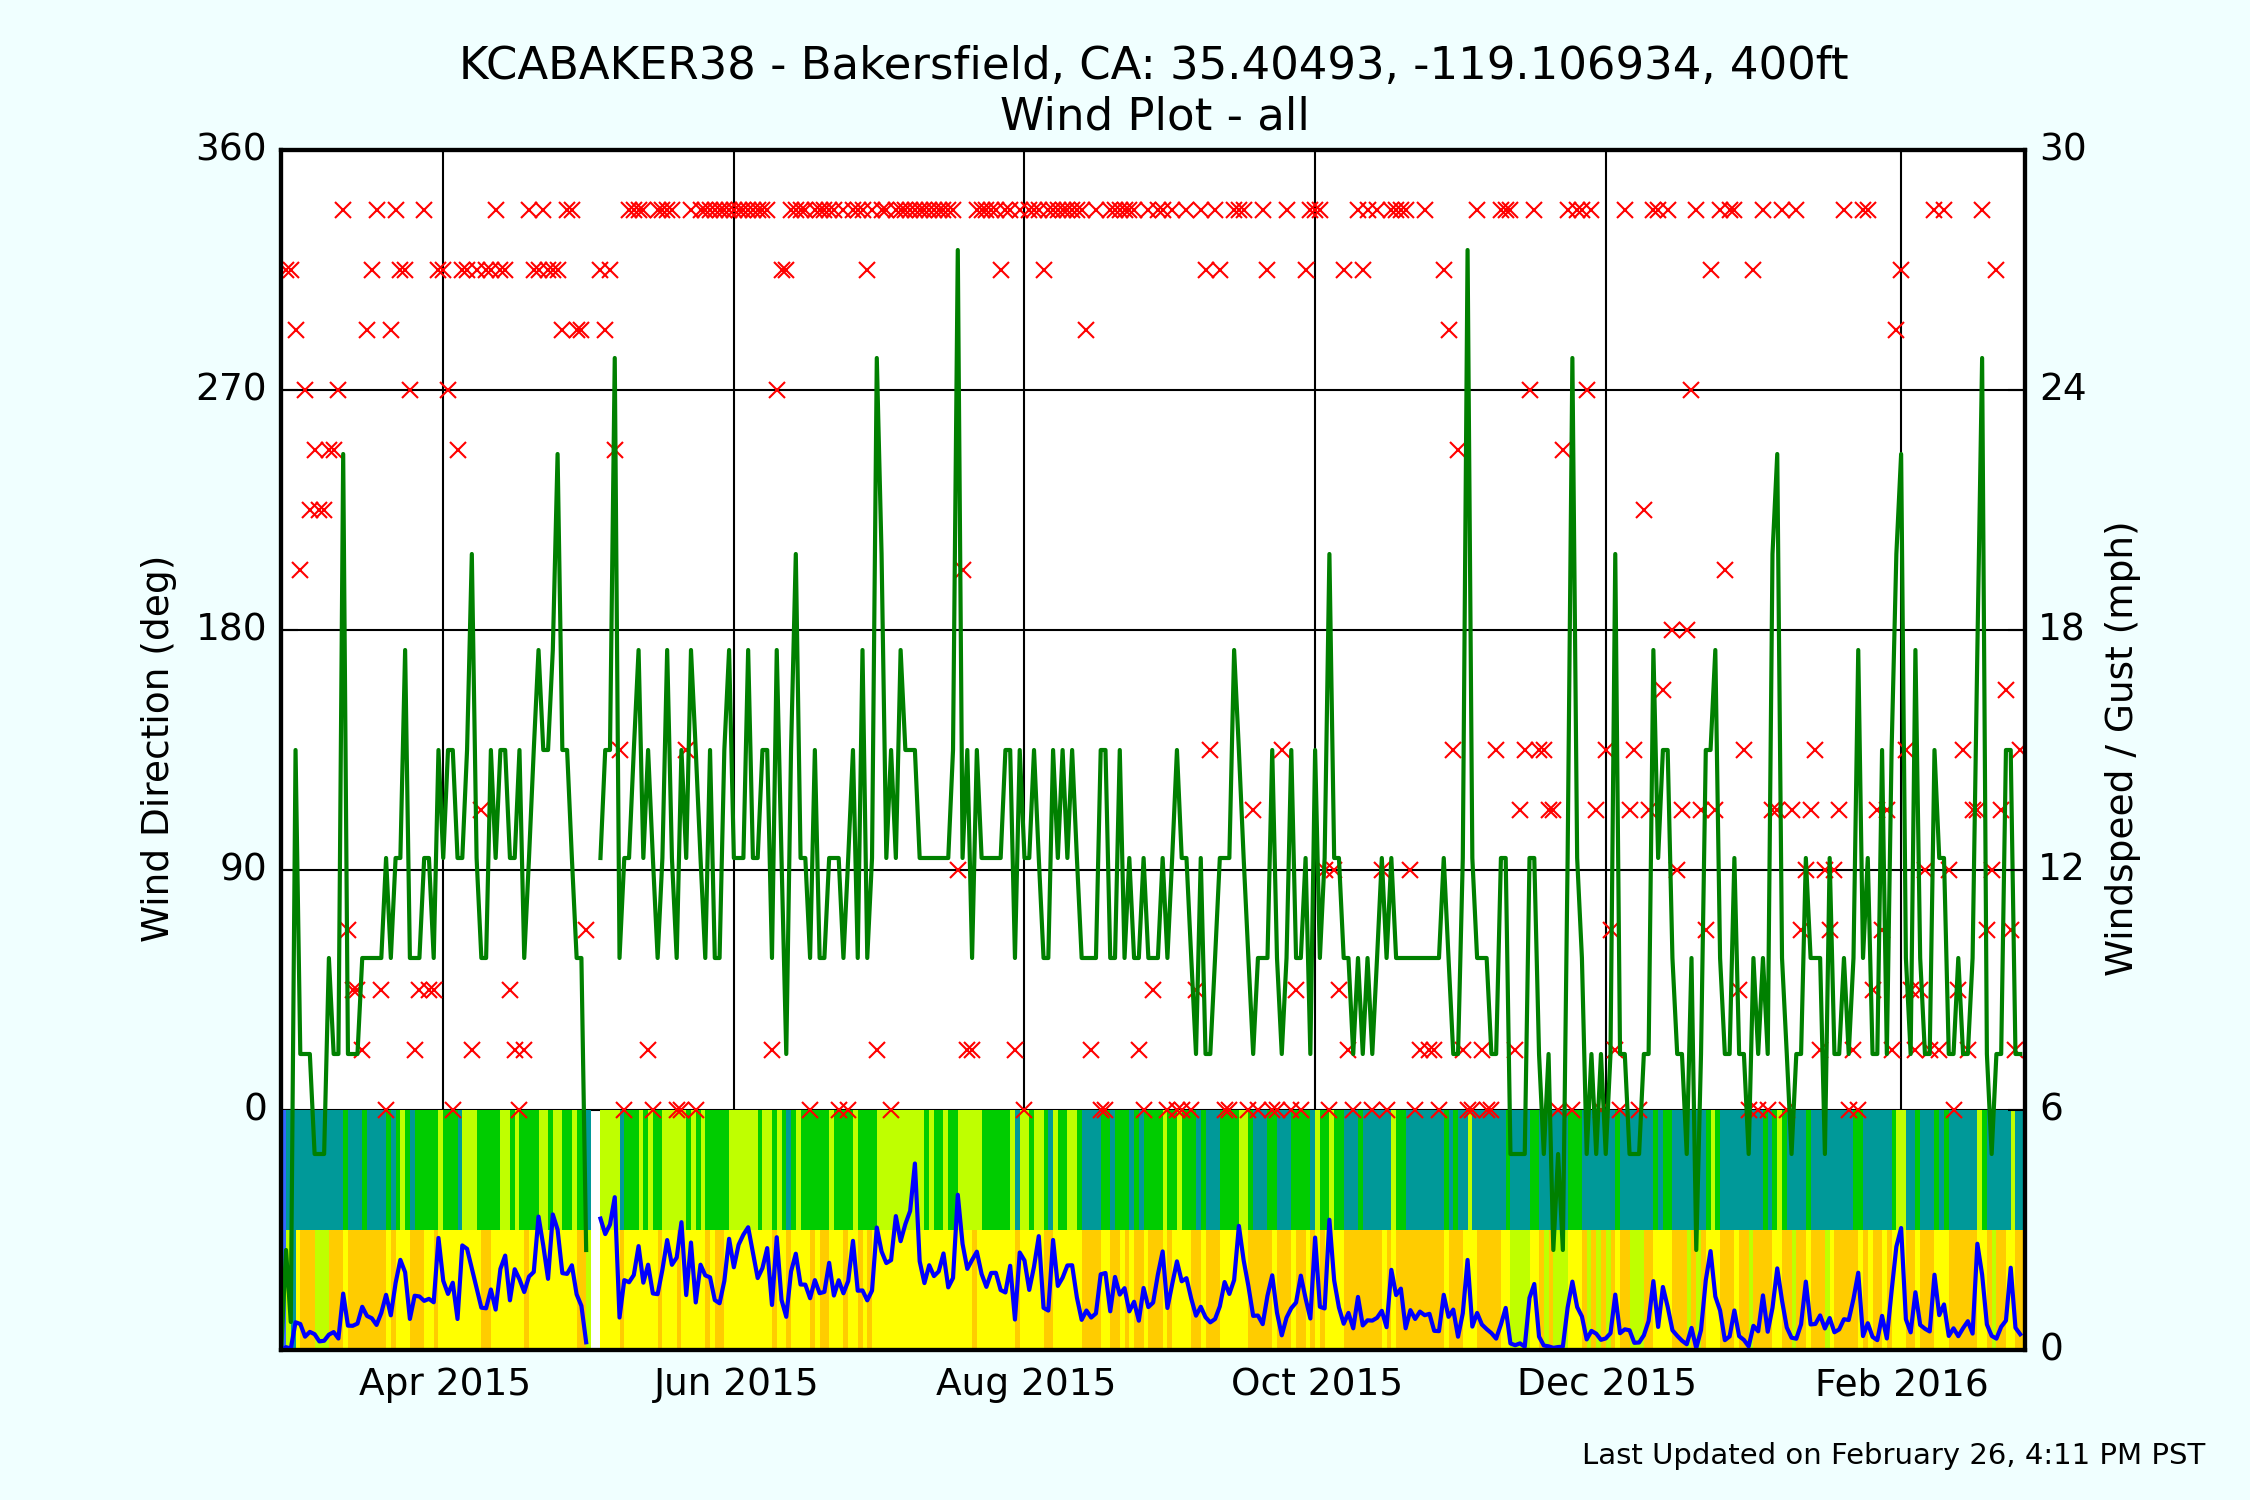 KCABAKER38 - Bakersfield, CA: 35.40493, -119.106934, 400ft
Wind Plot - all
360
270
180
90
0
Wind Direction (deg)
30
24
18
12
6
0
Windspeed / Gust (mph)
Apr 2015
Jun 2015
Aug 2015
Oct 2015
Dec 2015
Feb 2016
Last Updated on February 26, 4:11 PM PST